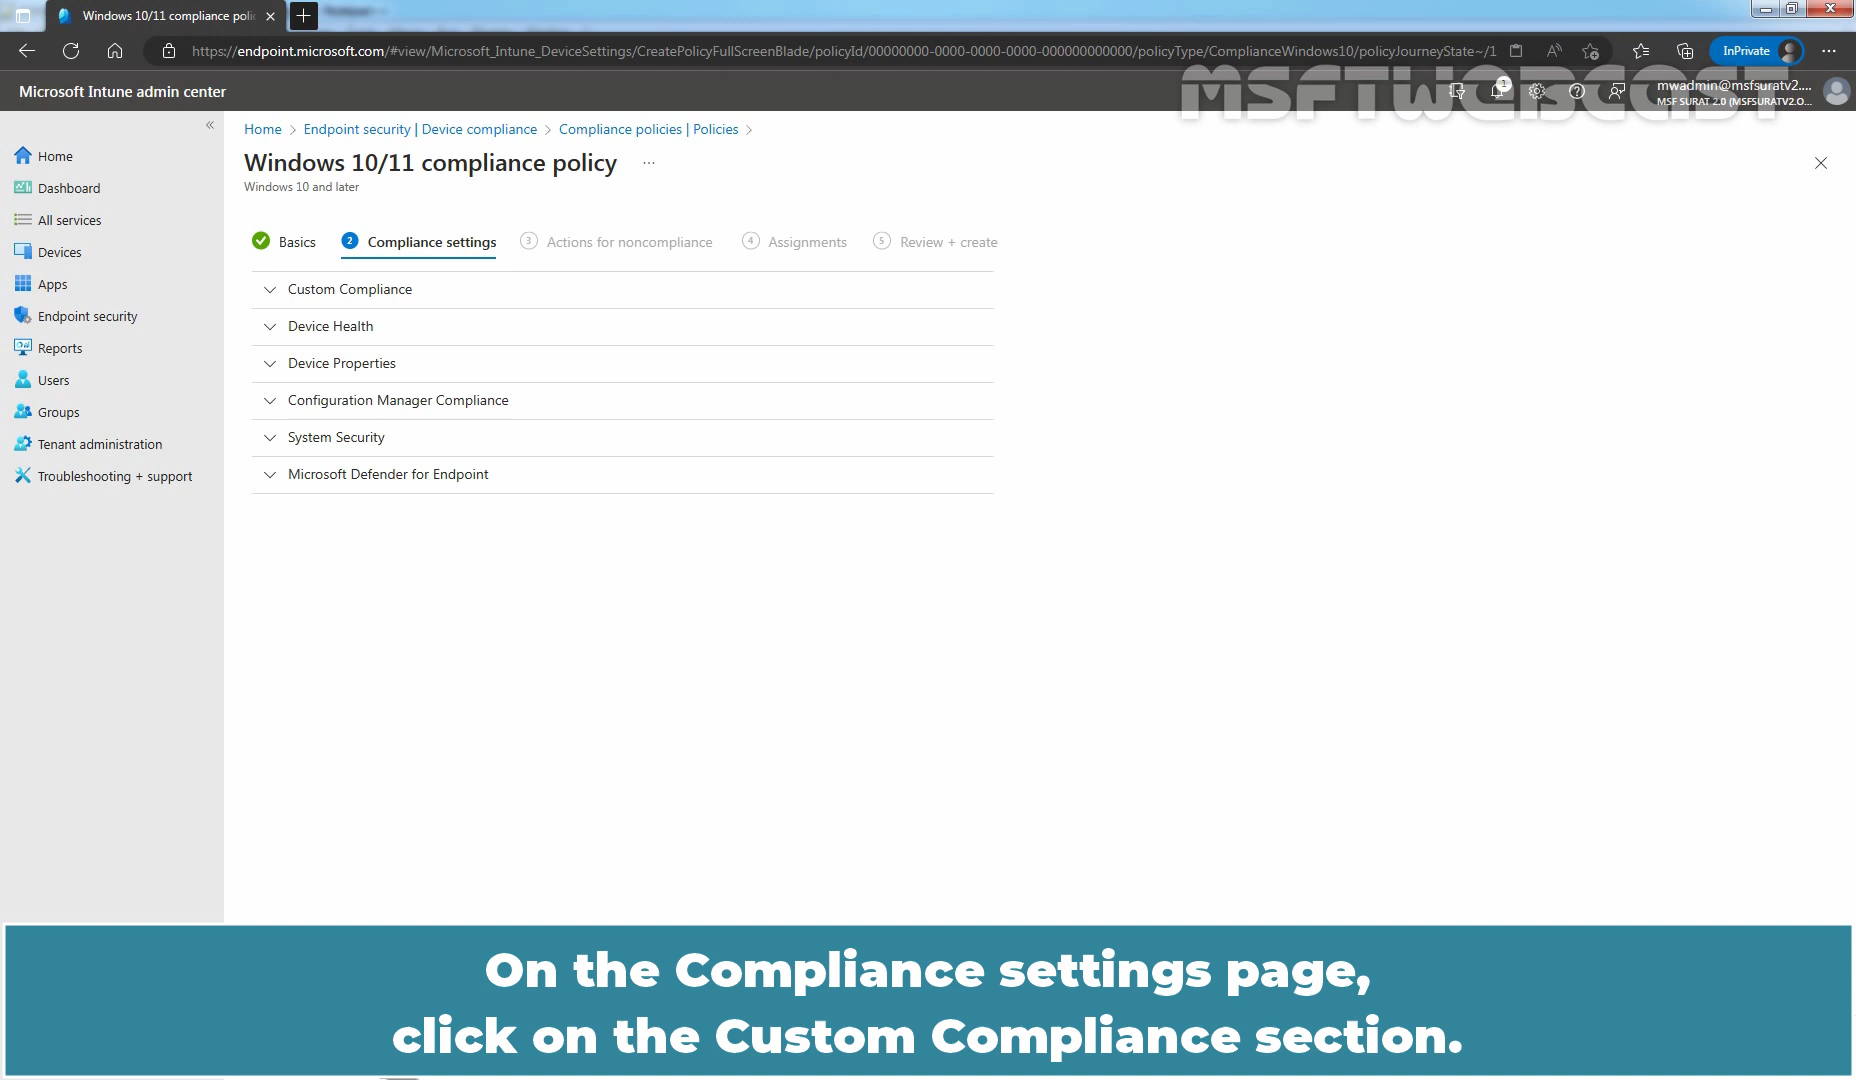 Windows 10/11 compliance poli
https://endpoint.microsoft.com/#view/Microsoft_Intune_DeviceSettings/CreatePolicyFullScreenBlade/policyId/00000000-0000-0000-0000-000000000000/policyType/ComplianceWindows10/policyJourneyState~/1
InPrivate
Microsoft Intune admin center
MSFTWEBCAST
1
mwadmin@msfsuratv2....
MSF SURAT 2.0 (MSFSURATV2.O...
Home
Dashboard
All services
Devices
Apps
Endpoint security
Reports
Users
Groups
Tenant administration
Troubleshooting + support
Home > Endpoint security | Device compliance > Compliance policies | Policies >
Windows 10/11 compliance policy ...
Windows 10 and later
Basics 2 Compliance settings 3 Actions for noncompliance 4 Assignments 5 Review + create
Custom Compliance
Device Health
Device Properties
Configuration Manager Compliance
System Security
Microsoft Defender for Endpoint
On the Compliance settings page,
click on the Custom Compliance section.